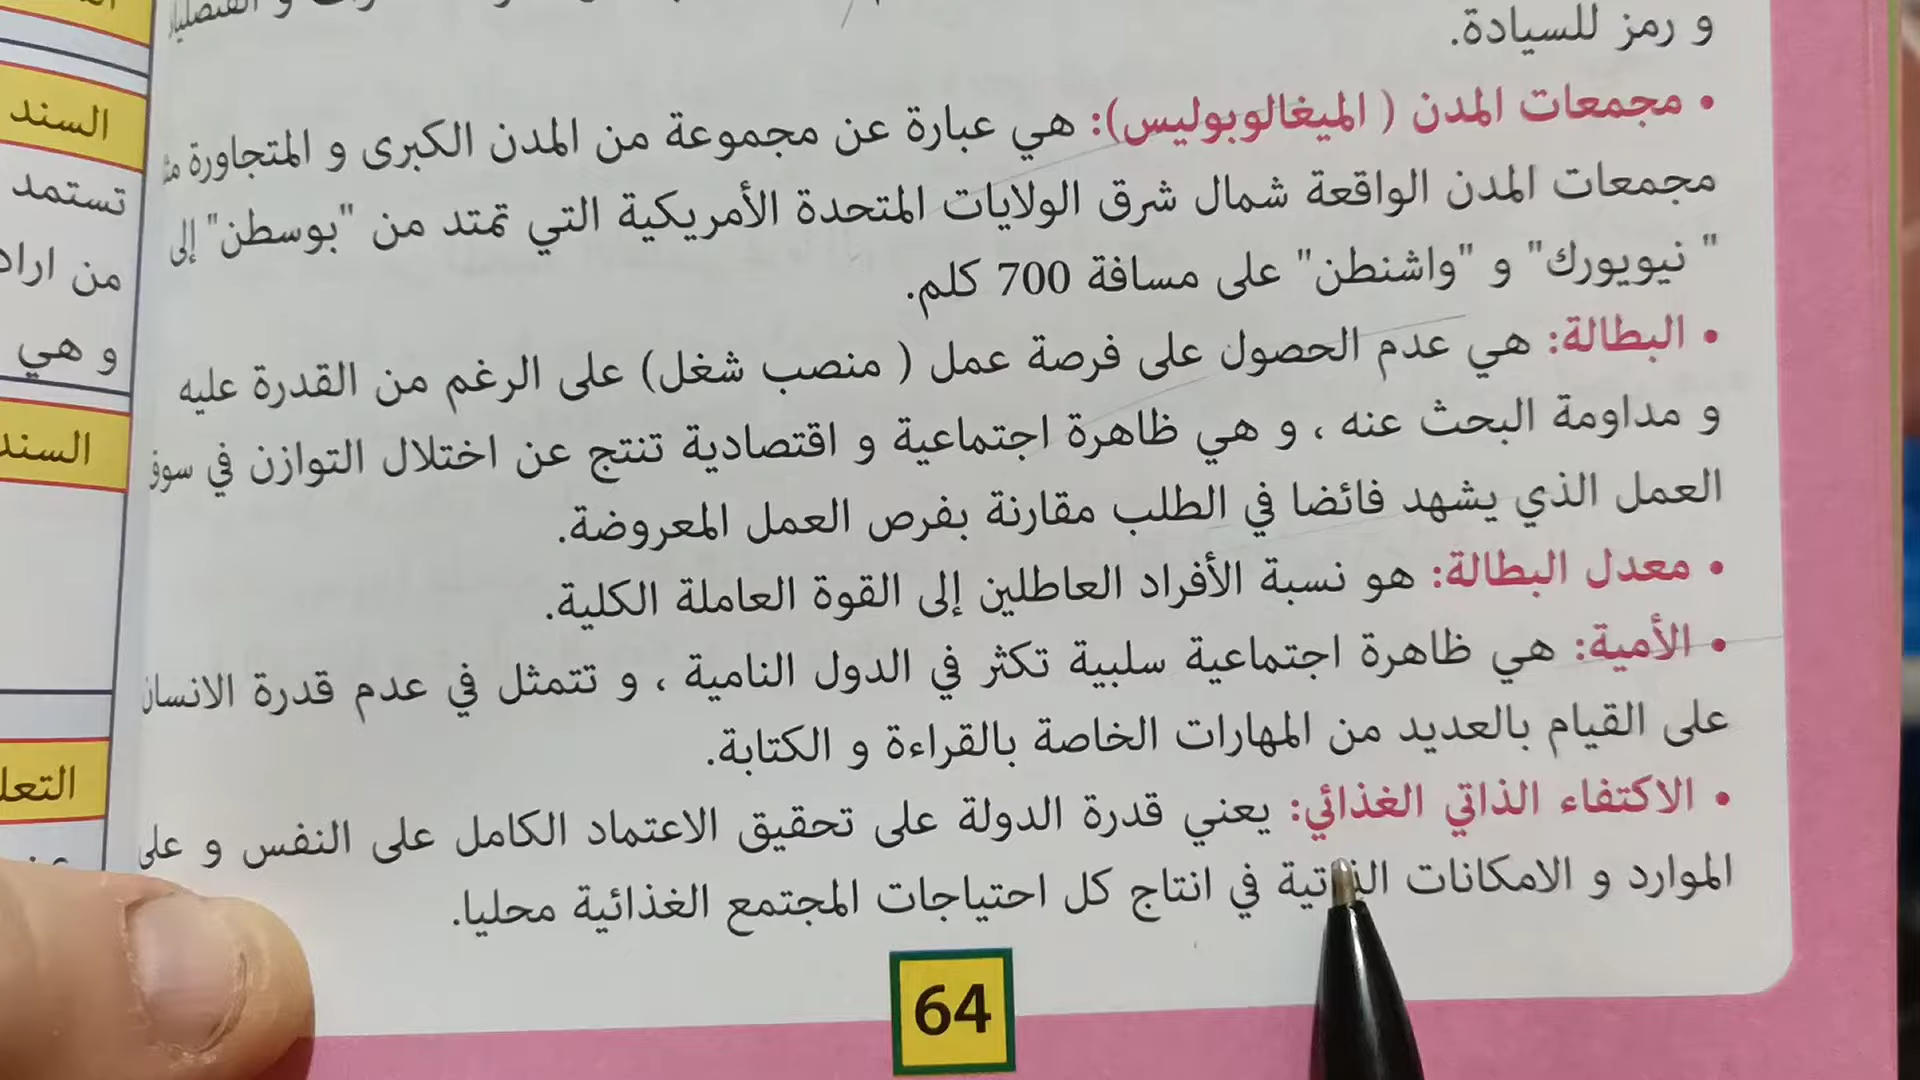 و رمز للسيادة.
• مجمعات المدن ( الميغالوبوليس): هي عبارة عن مجموعة من المدن الكبرى و المتجاورة
مجمعات المدن الواقعة شمال شرق الولايات المتحدة الأمريكية التي تمتد من "بوسطن" إلى
" نيويورك" و "واشنطن" على مسافة 700 كلم.
• البطالة: هي عدم الحصول على فرصة عمل ( منصب شغل) على الرغم من القدرة عليه
و مداومة البحث عنه ، و هي ظاهرة اجتماعية و اقتصادية تنتج عن اختلال التوازن في
العمل الذي يشهد فائضا في الطلب مقارنة بفرص العمل المعروضة.
• معدل البطالة: هو نسبة الأفراد العاطلين إلى القوة العاملة الكلية.
• الأمية: هي ظاهرة اجتماعية سلبية تكثر في الدول النامية ، و تتمثل في عدم قدرة الانسان
على القيام بالعديد من المهارات الخاصة بالقراءة و الكتابة.
• الاكتفاء الذاتي الغذائي: يعني قدرة الدولة على تحقيق الاعتماد الكامل على النفس و على
الموارد و الامكانات الذاتية في انتاج كل احتياجات المجتمع الغذائية محليا.
64
السند
تستمد
من
و هي
السند